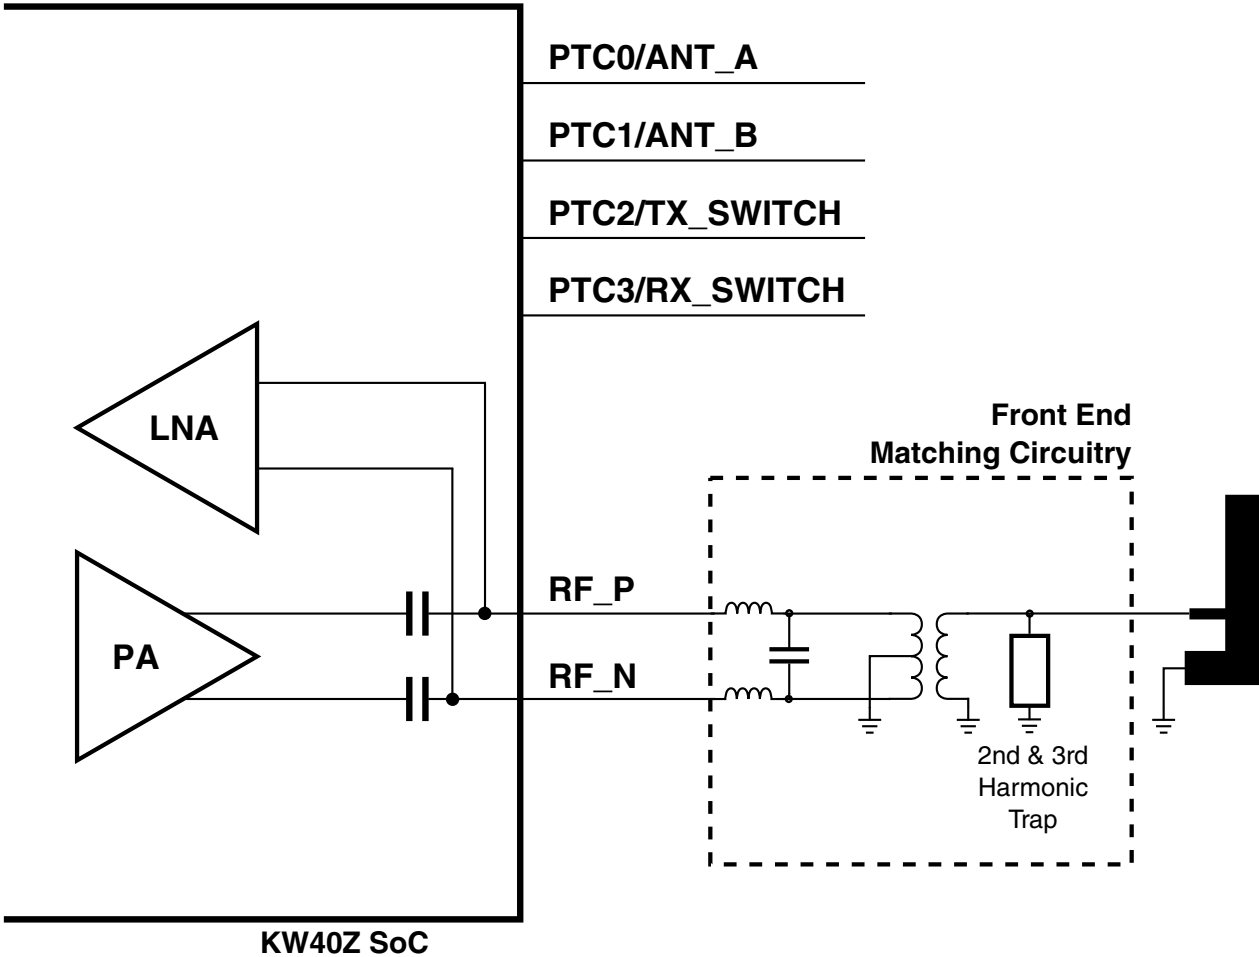 PTC0/ANT_A
PTC1/ANT_B
PTC2/TX_SWITCH
PTC3/RX_SWITCH
LNA
Front End
Matching Circuitry
RF_P
PA
RF_N
2nd & 3rd
Harmonic
Trap
KW40Z SoC